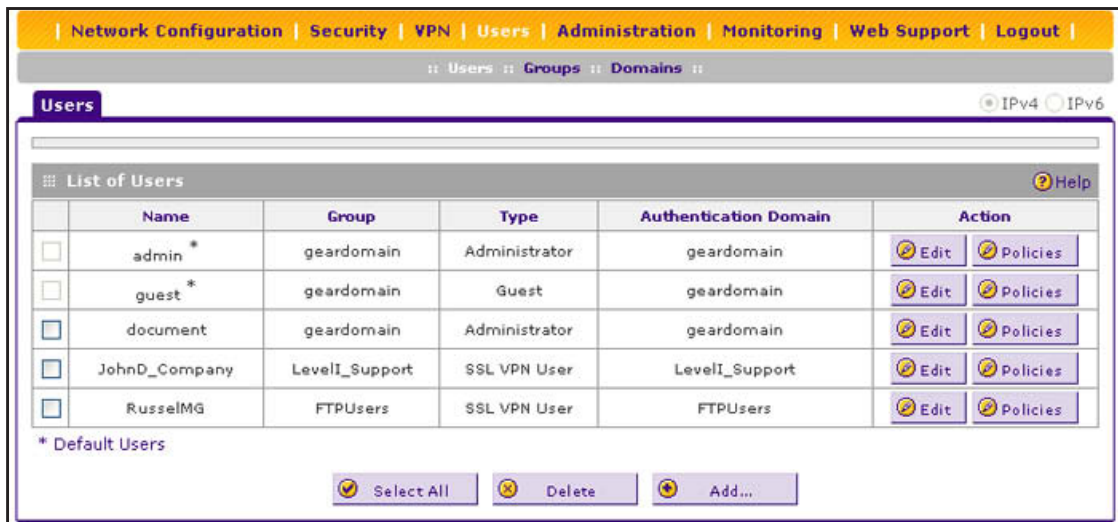 | Network Configuration | Security | VPN | Users | Administration | Monitoring | Web Support | Logout |
:: Users :: Groups :: Domains ::
Users IPv4 IPv6
List of Users Help
Name Group Type Authentication Domain Action
admin * geardomain Administrator geardomain Edit Policies
guest * geardomain Guest geardomain Edit Policies
document geardomain Administrator geardomain Edit Policies
JohnD_Company LevelI_Support SSL VPN User LevelI_Support Edit Policies
RusselMG FTPUsers SSL VPN User FTPUsers Edit Policies
* Default Users
Select All Delete Add...